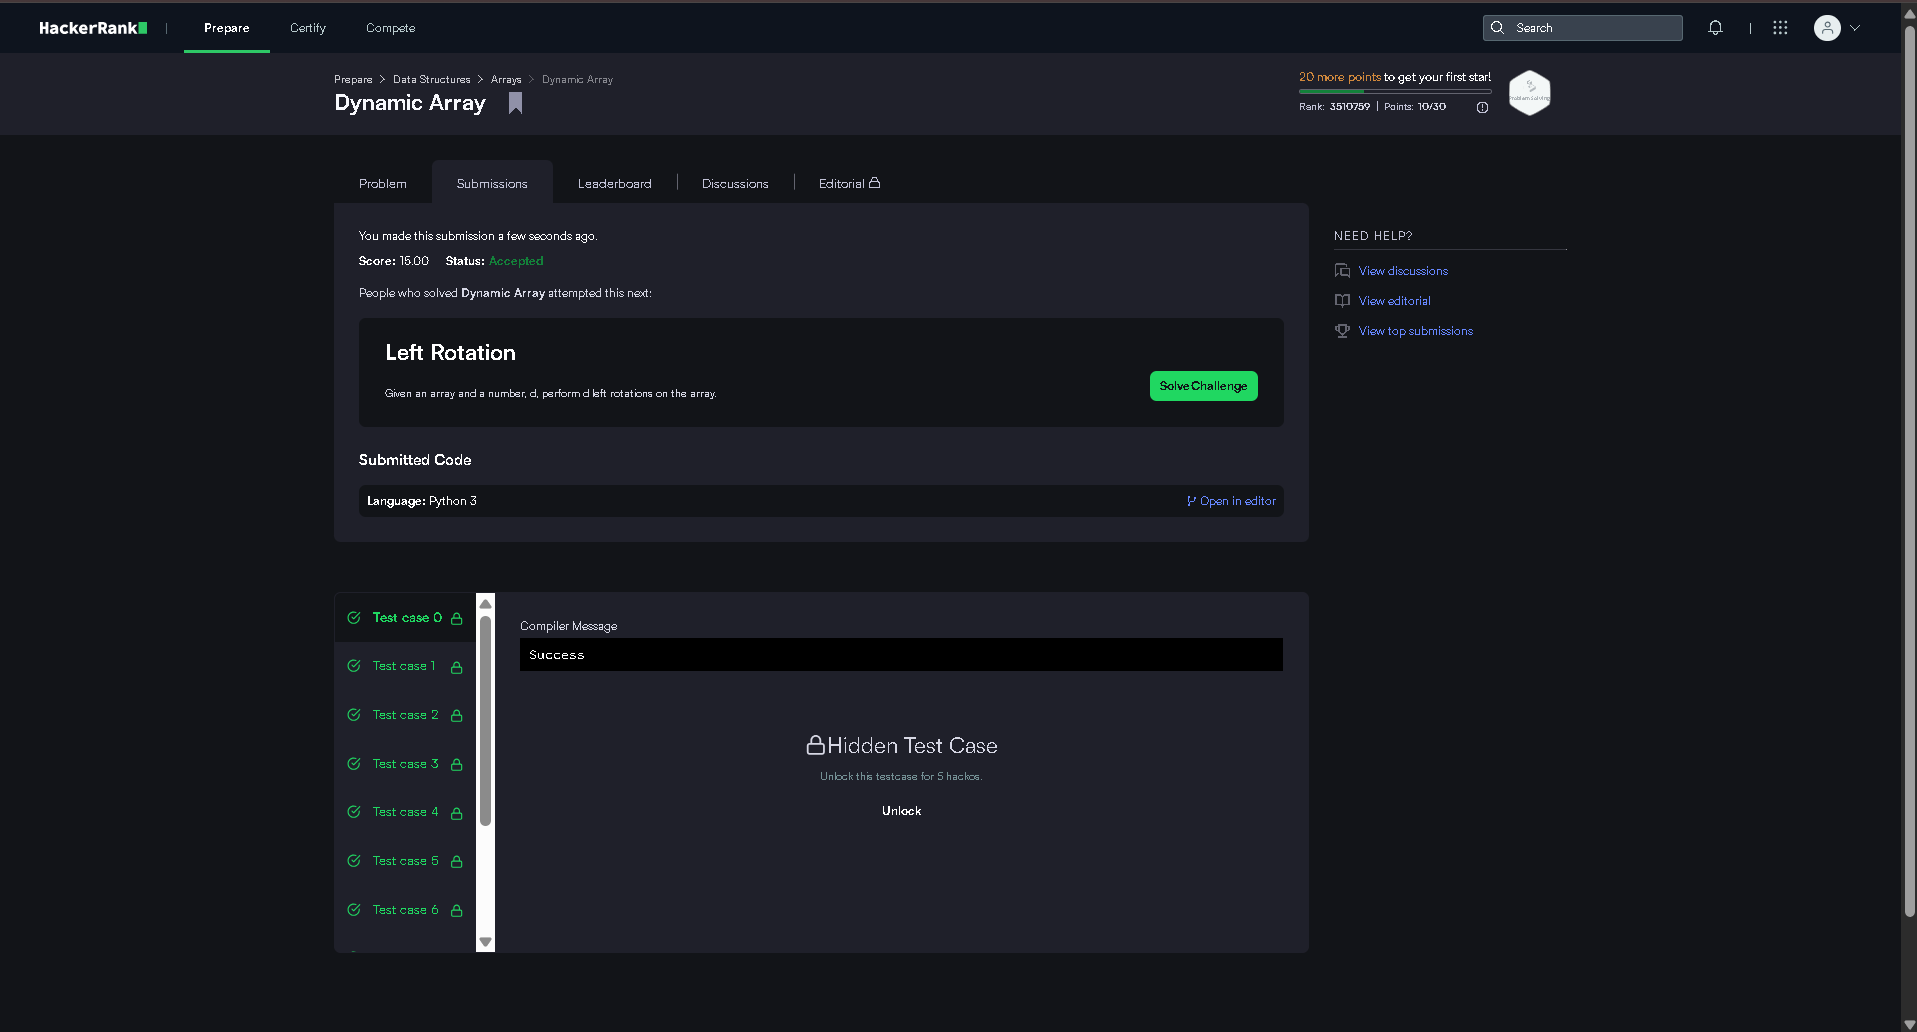 HackerRank
Prepare
Certify
Compete
Search
Prepare > Data Structures > Arrays > Dynamic Array
Dynamic Array
20 more points to get your first star!
Rank: 3510759 | Points: 10/30
Problem Solving
Problem
Submissions
Leaderboard
Discussions
Editorial
You made this submission a few seconds ago.
Score: 15.00 Status: Accepted
People who solved Dynamic Array attempted this next:
Left Rotation
Given an array and a number, d, perform d left rotations on the array.
Solve Challenge
Submitted Code
Language: Python 3
Open in editor
NEED HELP?
View discussions
View editorial
View top submissions
Test case 0
Test case 1
Test case 2
Test case 3
Test case 4
Test case 5
Test case 6
Compiler Message
Success
Hidden Test Case
Unlock this testcase for 5 hackos.
Unlock